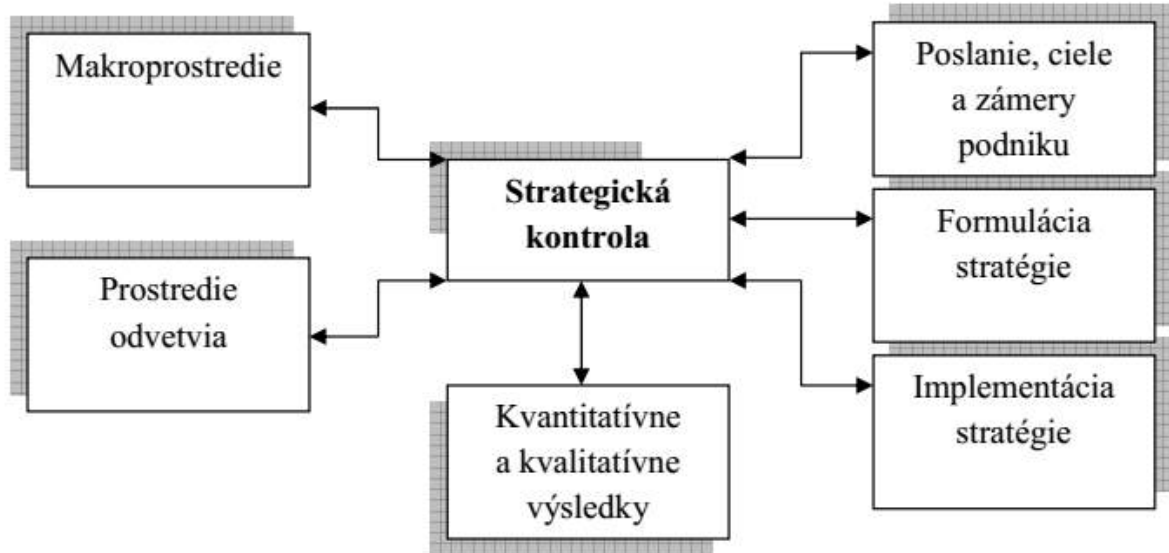 Makroprostredie
Poslanie, ciele
a zámery
podniku
Strategická
kontrola
Formulácia
stratégie
Prostredie
odvetvia
Implementácia
stratégie
Kvantitatívne
a kvalitatívne
výsledky